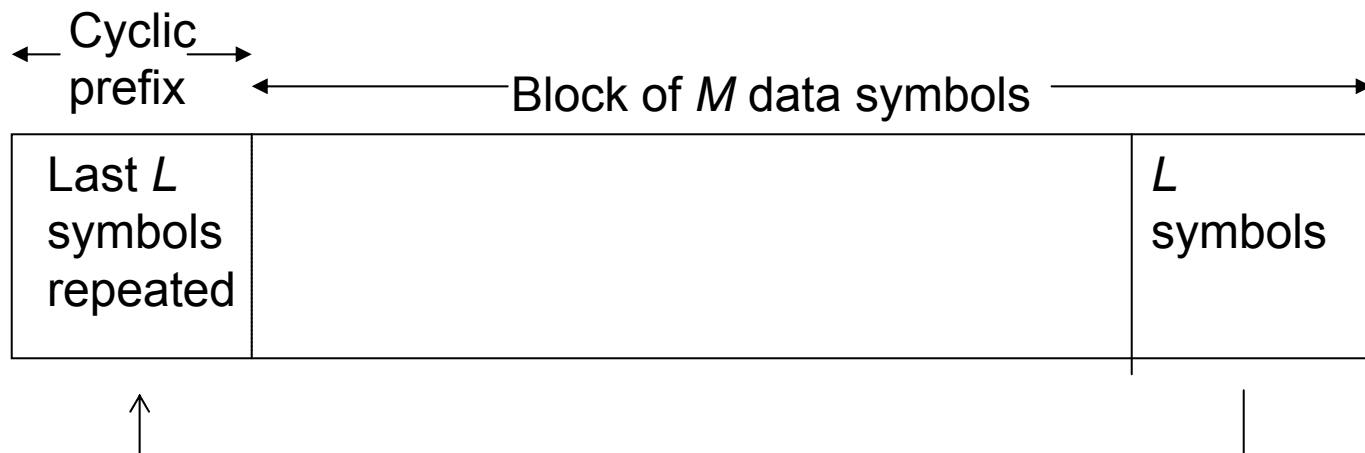 Cyclic
prefix
Block of M data symbols
Last L
symbols
repeated
L
symbols